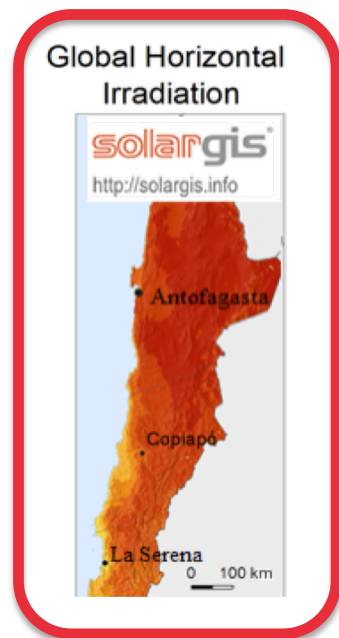 Global Horizontal
Irradiation
solargis
http://solargis.info
Antofagasta
Copiapó
La Serena
0 100 km